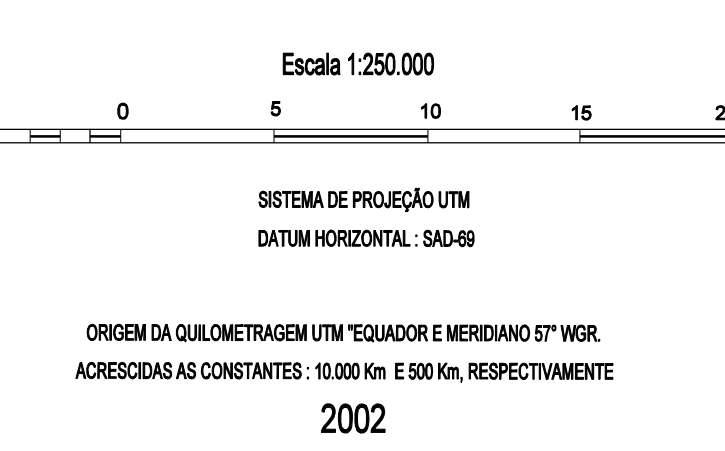 Escala 1:250.000
0 5 10 15 2
SISTEMA DE PROJEÇÃO UTM
DATUM HORIZONTAL : SAD-69
ORIGEM DA QUILOMETRAGEM UTM "EQUADOR E MERIDIANO 57° WGR.
ACRESCIDAS AS CONSTANTES : 10.000 Km E 500 Km, RESPECTIVAMENTE
2002